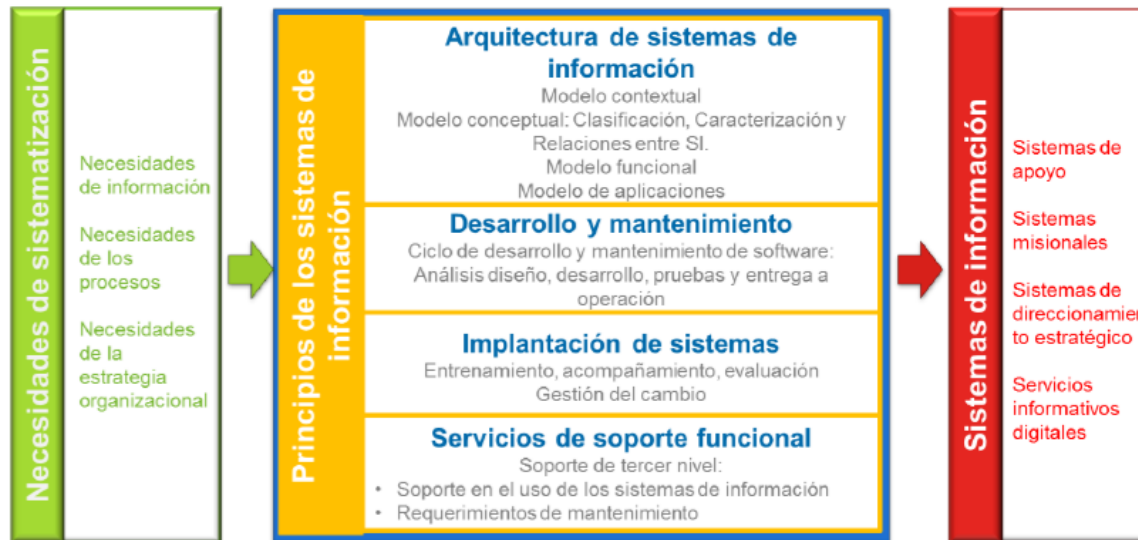 Necesidades de sistematización
Necesidades
de información
Necesidades
de los
procesos
Necesidades
de la
estrategia
organizacional
Principios de los sistemas de
información
Arquitectura de sistemas de
información
Modelo contextual
Modelo conceptual: Clasificación, Caracterización y
Relaciones entre SI.
Modelo funcional
Modelo de aplicaciones
Desarrollo y mantenimiento
Ciclo de desarrollo y mantenimiento de software:
Análisis diseño, desarrollo, pruebas y entrega a
operación
Implantación de sistemas
Entrenamiento, acompañamiento, evaluación
Gestión del cambio
Servicios de soporte funcional
Soporte de tercer nivel:
• Soporte en el uso de los sistemas de información
• Requerimientos de mantenimiento
Sistemas de información
Sistemas de
apoyo
Sistemas
misionales
Sistemas de
direccionamien
to estratégico
Servicios
informativos
digitales